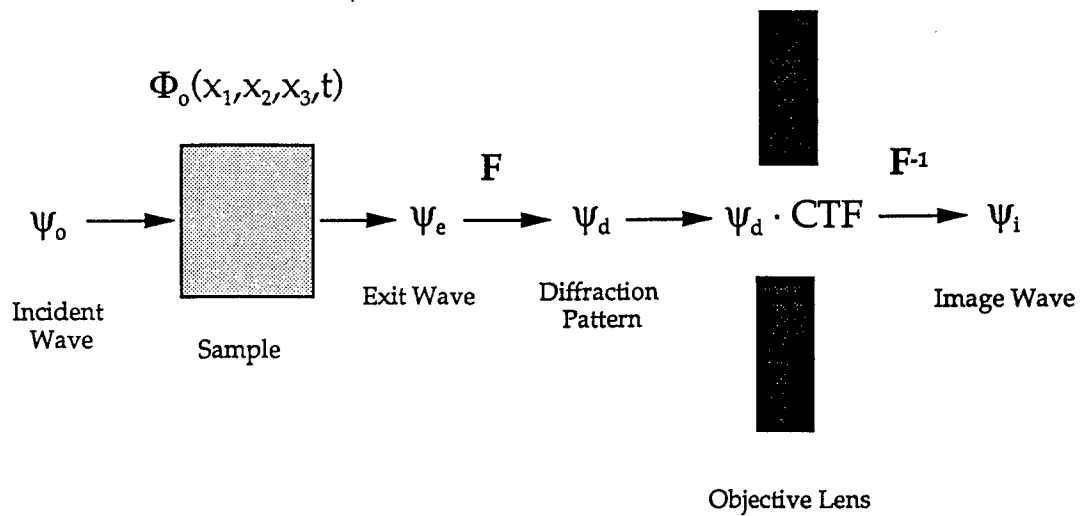 Φ₀(x₁,x₂,x₃,t)
F
F⁻¹
ψ₀
ψₑ
ψ_d
ψ_d · CTF
ψᵢ
Incident
Wave
Sample
Exit Wave
Diffraction
Pattern
Image Wave
Objective Lens